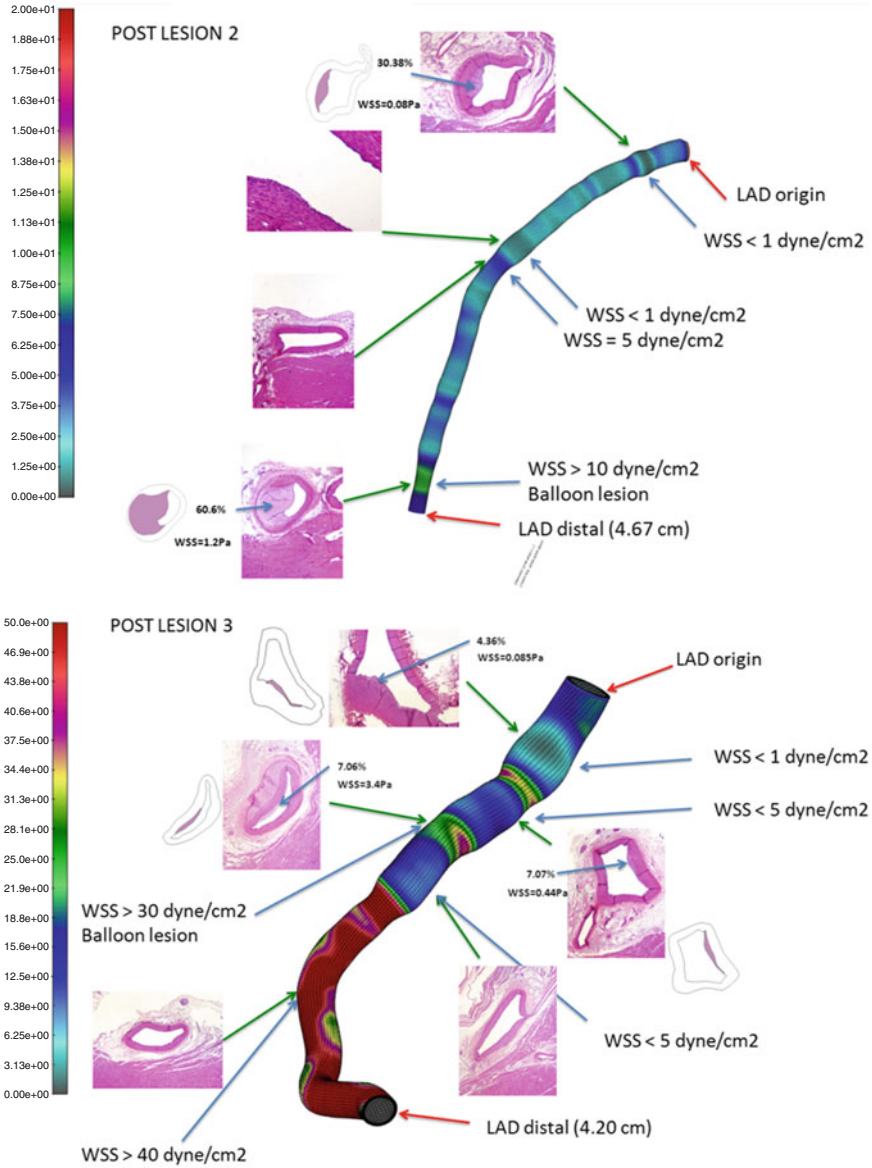 2.00e+01
1.88e+01
1.75e+01
1.63e+01
1.50e+01
1.38e+01
1.25e+01
1.13e+01
1.00e+01
8.75e+00
7.50e+00
6.25e+00
5.00e+00
3.75e+00
2.50e+00
1.25e+00
0.00e+00
POST LESION 2
30.38%
WSS=0.08Pa
LAD origin
WSS < 1 dyne/cm2
WSS < 1 dyne/cm2
WSS = 5 dyne/cm2
60.6%
WSS=1.2Pa
WSS > 10 dyne/cm2
Balloon lesion
LAD distal (4.67 cm)
50.0e+00
46.9e+00
43.8e+00
40.6e+00
37.5e+00
34.4e+00
31.3e+00
28.1e+00
25.0e+00
21.9e+00
18.8e+00
15.6e+00
12.5e+00
9.38e+00
6.25e+00
3.13e+00
0.00e+00
POST LESION 3
4.36%
WSS=0.085Pa
LAD origin
7.06%
WSS=3.4Pa
WSS < 1 dyne/cm2
WSS < 5 dyne/cm2
7.07%
WSS=0.44Pa
WSS > 30 dyne/cm2
Balloon lesion
WSS < 5 dyne/cm2
LAD distal (4.20 cm)
WSS > 40 dyne/cm2